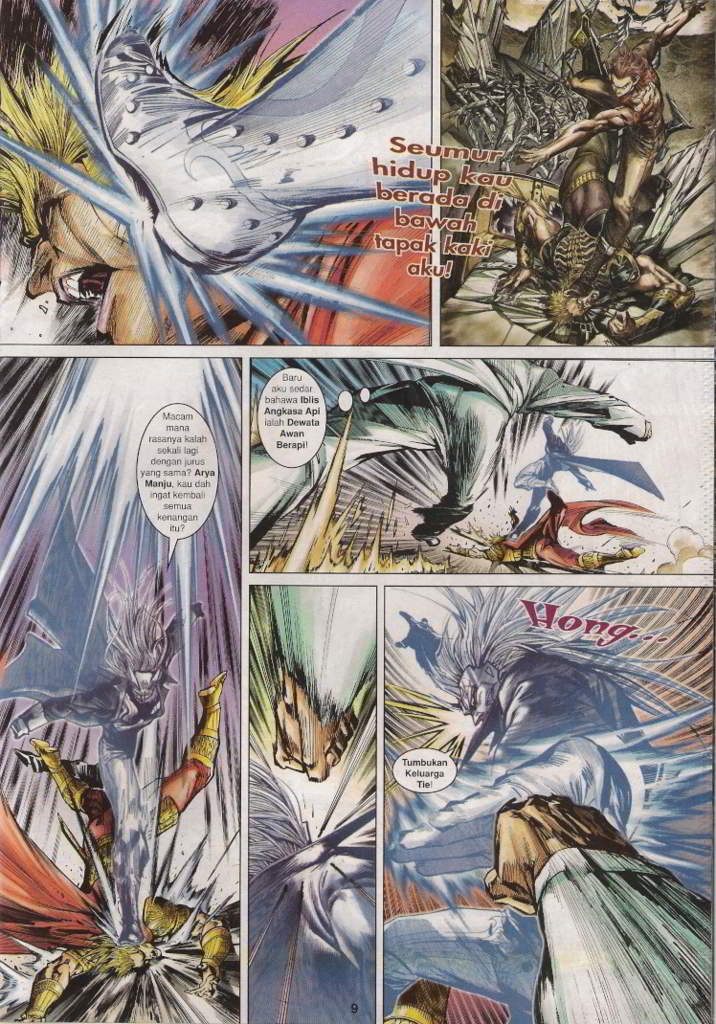 Seumur
hidup kau
berada di
bawah
tapak kaki
aku!
Macam
mana
rasanya kalah
sekali lagi
dengan jurus
yang sama? Arya
Manju, kau dah
ingat kembali
semua
kenangan
itu?
Baru
aku sedar
bahawa Iblis
Angkasa Api
ialah Dewata
Awan
Berapi!
Hong...
Tumbukan
Keluarga
Tie!
9